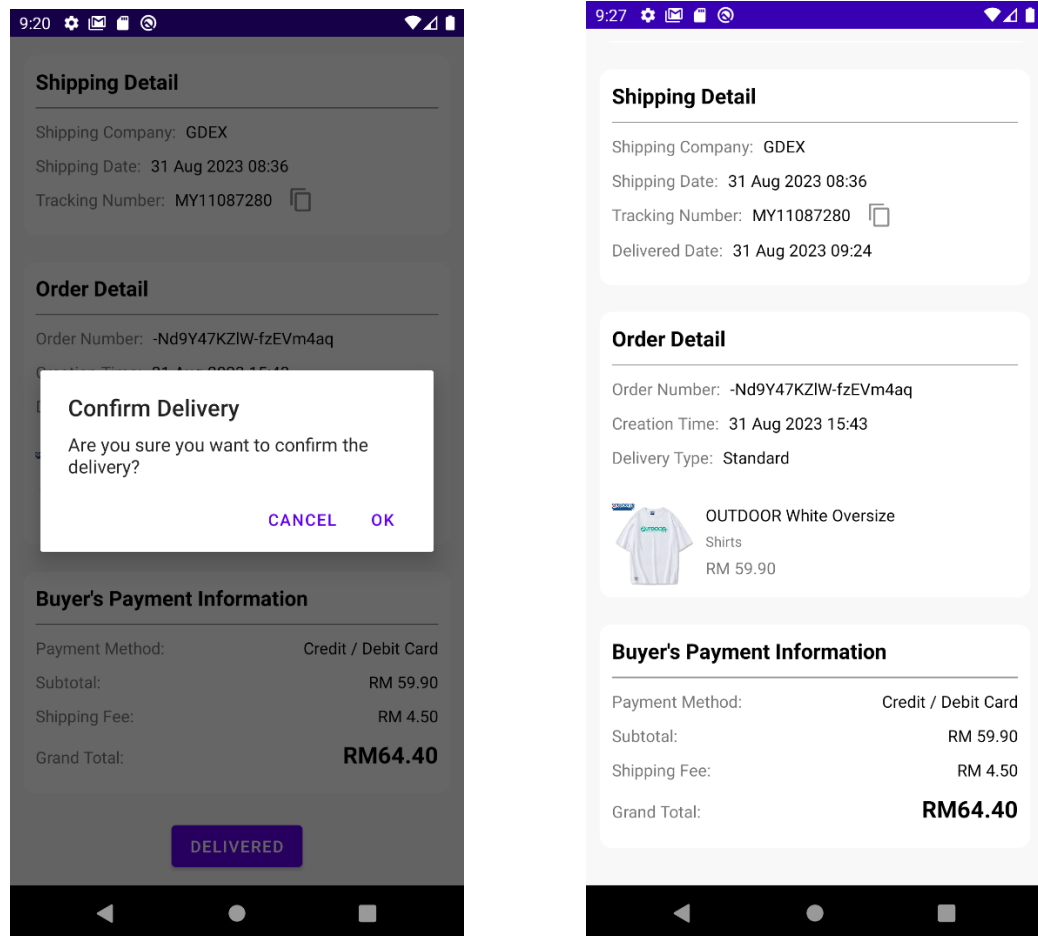 9:20
Shipping Detail
Shipping Company: GDEX
Shipping Date: 31 Aug 2023 08:36
Tracking Number: MY11087280
Order Detail
Order Number: -Nd9Y47KZlW-fzEVm4aq
Confirm Delivery
Are you sure you want to confirm the
delivery?
CANCEL OK
Buyer's Payment Information
Payment Method: Credit / Debit Card
Subtotal: RM 59.90
Shipping Fee: RM 4.50
Grand Total: RM64.40
DELIVERED
9:27
Shipping Detail
Shipping Company: GDEX
Shipping Date: 31 Aug 2023 08:36
Tracking Number: MY11087280
Delivered Date: 31 Aug 2023 09:24
Order Detail
Order Number: -Nd9Y47KZlW-fzEVm4aq
Creation Time: 31 Aug 2023 15:43
Delivery Type: Standard
OUTDOOR White Oversize
Shirts
RM 59.90
Buyer's Payment Information
Payment Method: Credit / Debit Card
Subtotal: RM 59.90
Shipping Fee: RM 4.50
Grand Total: RM64.40